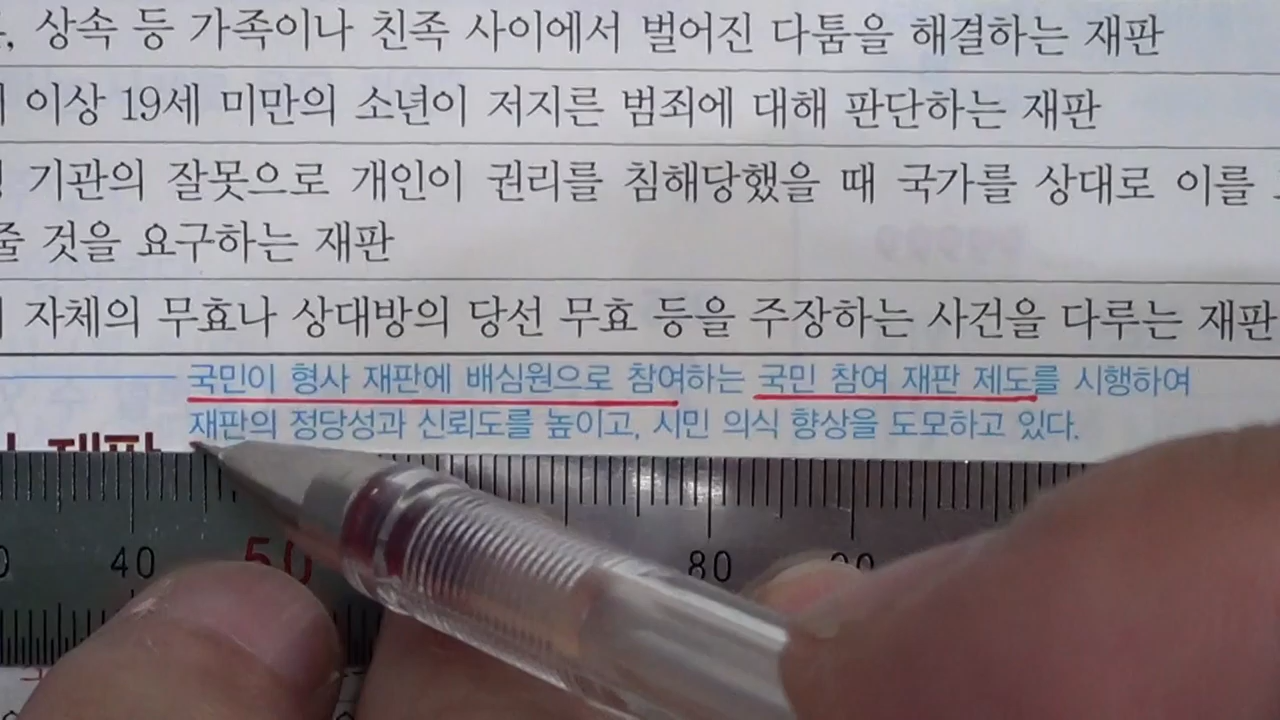 상속 등 가족이나 친족 사이에서 벌어진 다툼을 해결하는 재판
이상 19세 미만의 소년이 저지른 범죄에 대해 판단하는 재판
기관의 잘못으로 개인이 권리를 침해당했을 때 국가를 상대로 이를
줄 것을 요구하는 재판
자체의 무효나 상대방의 당선 무효 등을 주장하는 사건을 다루는 재판
국민이 형사 재판에 배심원으로 참여하는 국민 참여 재판 제도를 시행하여
재판의 정당성과 신뢰도를 높이고, 시민 의식 향상을 도모하고 있다.
재판
40 50 80 90